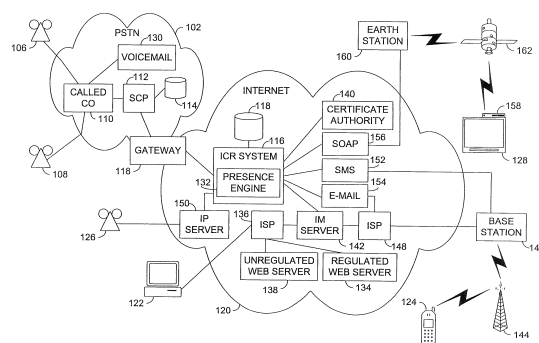 106
PSTN
102
130
VOICEMAIL
112
CALLED
CO
110
SCP
114
108
GATEWAY
118
EARTH
STATION
160
162
158
128
INTERNET
118
116
ICR SYSTEM
132
PRESENCE
ENGINE
140
CERTIFICATE
AUTHORITY
156
SOAP
152
SMS
154
E-MAIL
150
IP
SERVER
126
136
ISP
IM
SERVER
142
ISP
148
BASE
STATION
14
122
UNREGULATED
WEB SERVER
138
REGULATED
WEB SERVER
134
120
124
144